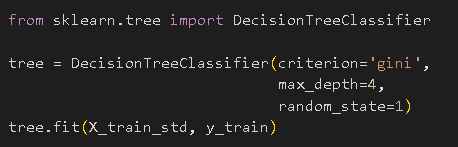 from sklearn.tree import DecisionTreeClassifier
tree = DecisionTreeClassifier(criterion='gini',
max_depth=4,
random_state=1)
tree.fit(X_train_std, y_train)